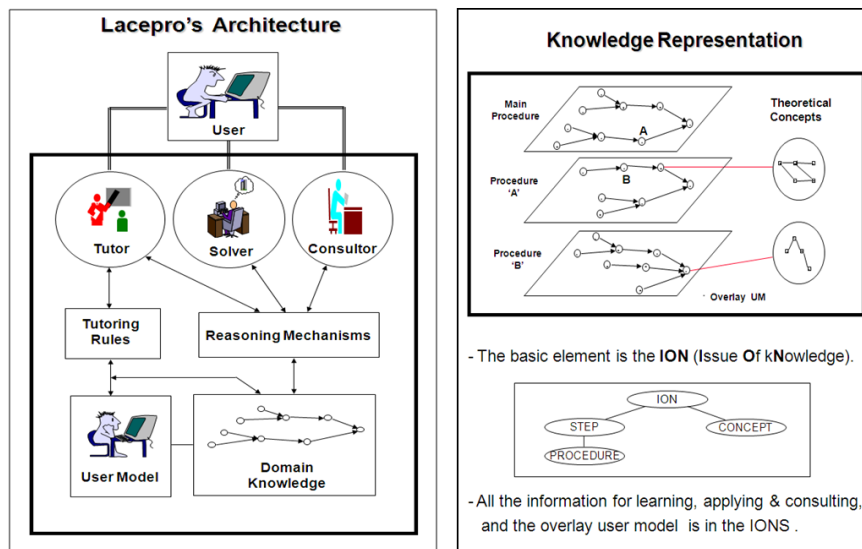 Lacepro's Architecture
User
Tutor
Solver
Consultor
Tutoring
Rules
Reasoning Mechanisms
User Model
Domain
Knowledge
Knowledge Representation
Main
Procedure
Theoretical
Concepts
A
Procedure
'A'
B
Procedure
'B'
Overlay UM
- The basic element is the ION (Issue Of kNowledge).
ION
STEP
CONCEPT
PROCEDURE
- All the information for learning, applying & consulting,
and the overlay user model is in the IONS .